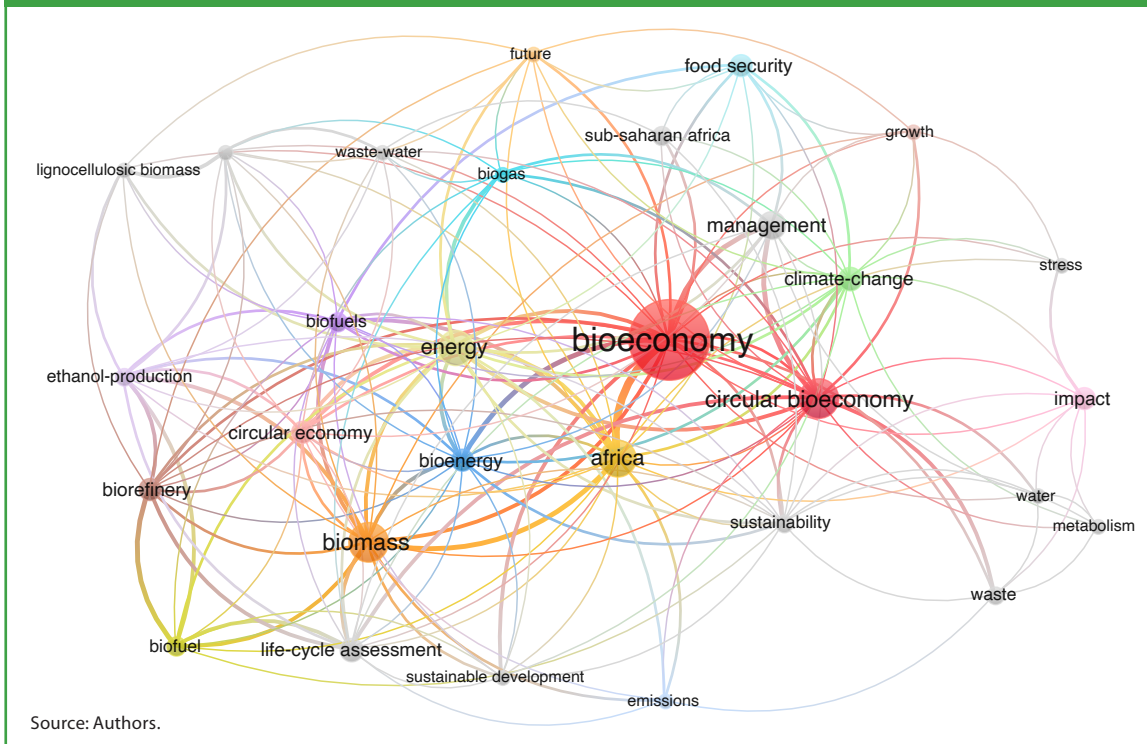 future
food security
sub-saharan africa
growth
waste-water
lignocellulosic biomass
biogas
management
stress
climate-change
biofuels
bioeconomy
energy
ethanol-production
circular bioeconomy
impact
circular economy
africa
bioenergy
biorefinery
water
sustainability
metabolism
biomass
waste
biofuel
life-cycle assessment
sustainable development
emissions
Source: Authors.